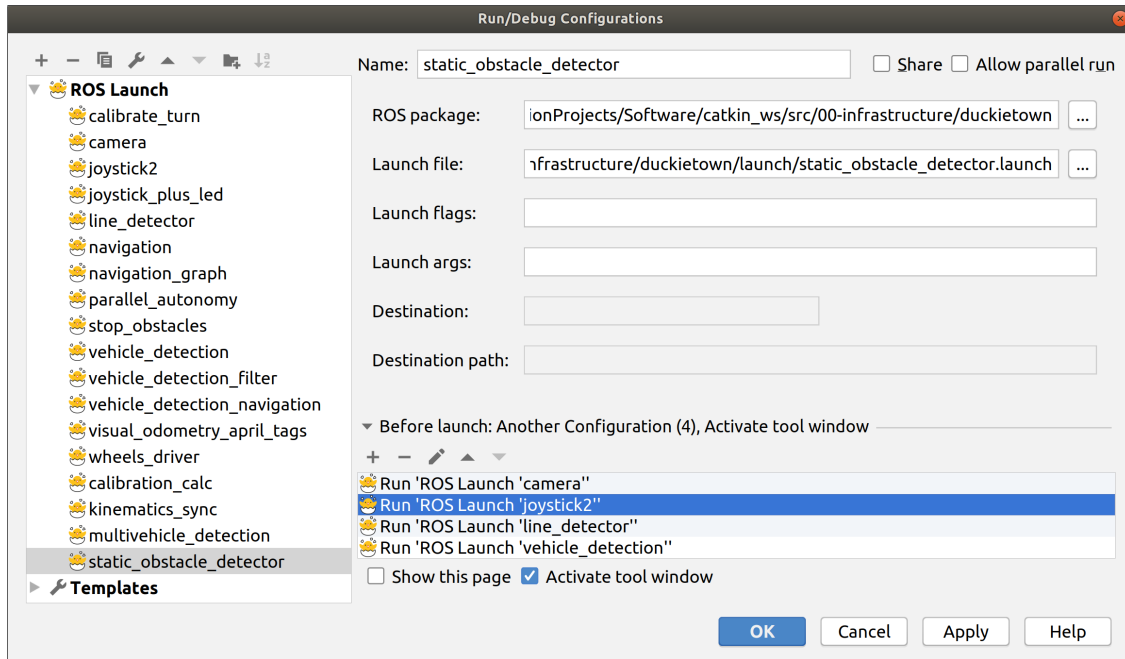 Run/Debug Configurations
Name: static_obstacle_detector Share Allow parallel run
ROS Launch
calibrate_turn
camera
joystick2
joystick_plus_led
line_detector
navigation
navigation_graph
parallel_autonomy
stop_obstacles
vehicle_detection
vehicle_detection_filter
vehicle_detection_navigation
visual_odometry_april_tags
wheels_driver
calibration_calc
kinematics_sync
multivehicle_detection
static_obstacle_detector
Templates
ROS package: ionProjects/Software/catkin_ws/src/00-infrastructure/duckietown ...
Launch file: nfrastructure/duckietown/launch/static_obstacle_detector.launch ...
Launch flags:
Launch args:
Destination:
Destination path:
Before launch: Another Configuration (4), Activate tool window
Run 'ROS Launch 'camera''
Run 'ROS Launch 'joystick2''
Run 'ROS Launch 'line_detector''
Run 'ROS Launch 'vehicle_detection''
Show this page Activate tool window
OK Cancel Apply Help